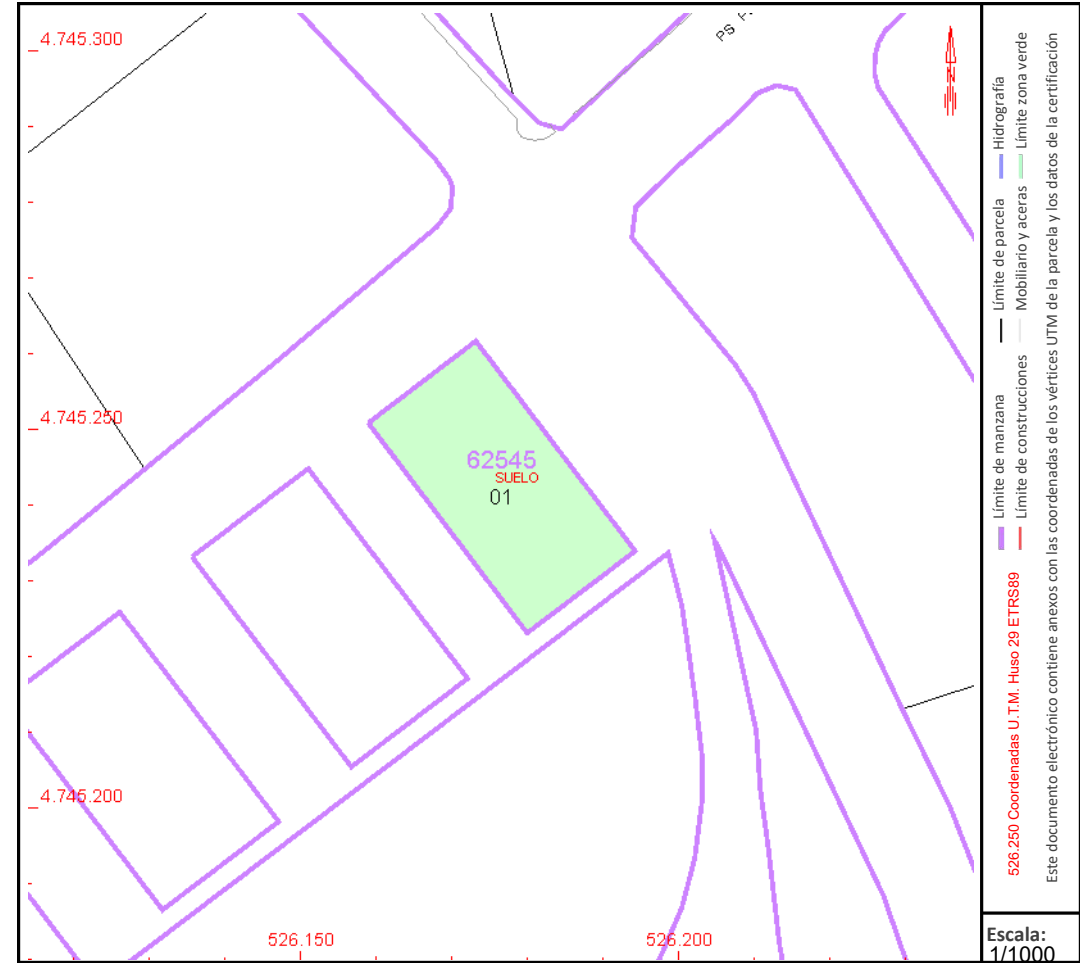 4.745.300
PS
4.745.250
62545
SUELO
01
4.745.200
526.150
526.200
N
Límite de manzana
Límite de parcela
Hidrografía
Límite de construcciones
Mobiliario y aceras
Límite zona verde
526.250 Coordenadas U.T.M. Huso 29 ETRS89
Este documento electrónico contiene anexos con las coordenadas de los vértices UTM de la parcela y los datos de la certificación
Escala:
1/1000